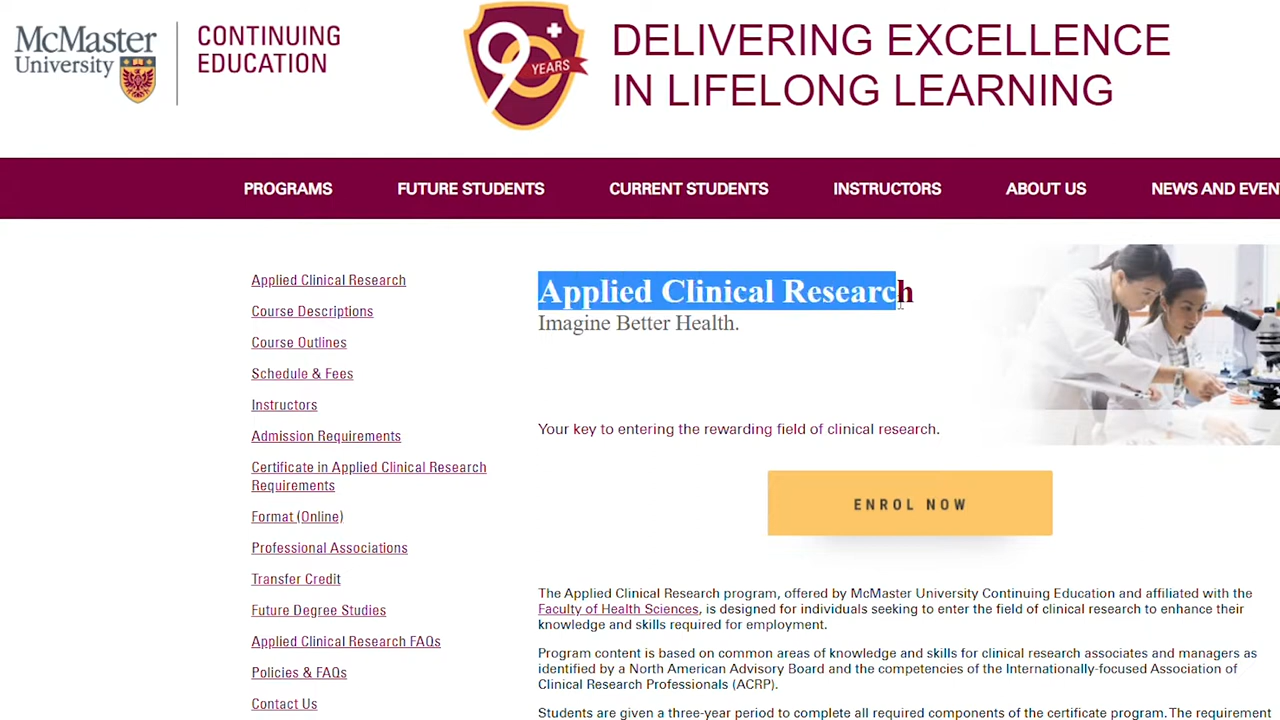 McMaster
University
CONTINUING
EDUCATION
90
YEARS
DELIVERING EXCELLENCE
IN LIFELONG LEARNING
PROGRAMS FUTURE STUDENTS CURRENT STUDENTS INSTRUCTORS ABOUT US NEWS AND EVEN
Applied Clinical Research
Course Descriptions
Course Outlines
Schedule & Fees
Instructors
Admission Requirements
Certificate in Applied Clinical Research
Requirements
Format (Online)
Professional Associations
Transfer Credit
Future Degree Studies
Applied Clinical Research FAQs
Policies & FAQs
Contact Us
Applied Clinical Research
Imagine Better Health.
Your key to entering the rewarding field of clinical research.
ENROL NOW
The Applied Clinical Research program, offered by McMaster University Continuing Education and affiliated with the
Faculty of Health Sciences, is designed for individuals seeking to enter the field of clinical research to enhance their
knowledge and skills required for employment.
Program content is based on common areas of knowledge and skills for clinical research associates and managers as
identified by a North American Advisory Board and the competencies of the Internationally-focused Association of
Clinical Research Professionals (ACRP).
Students are given a three-year period to complete all required components of the certificate program. The requirement